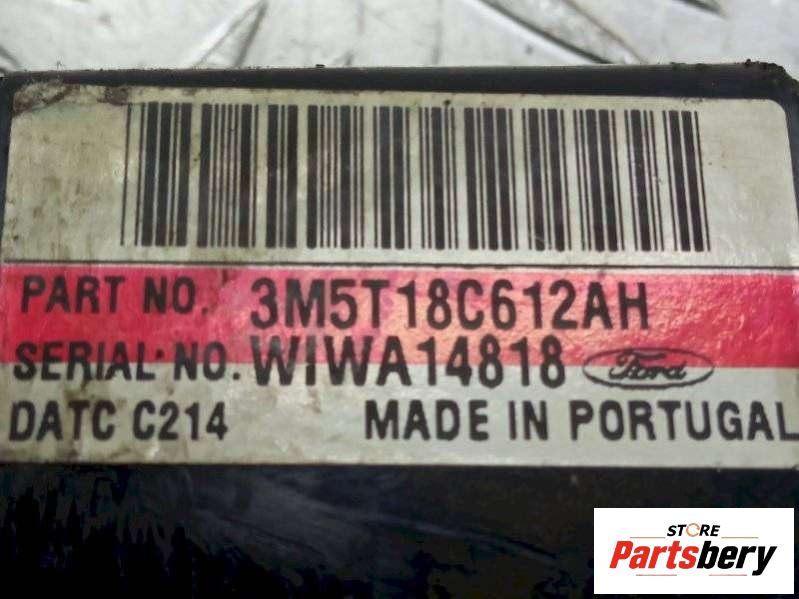 PART NO. 3M5T18C612AH
SERIAL NO. WIWA14818 Ford
DATC C214 MADE IN PORTUGAL
STORE
Partsbery